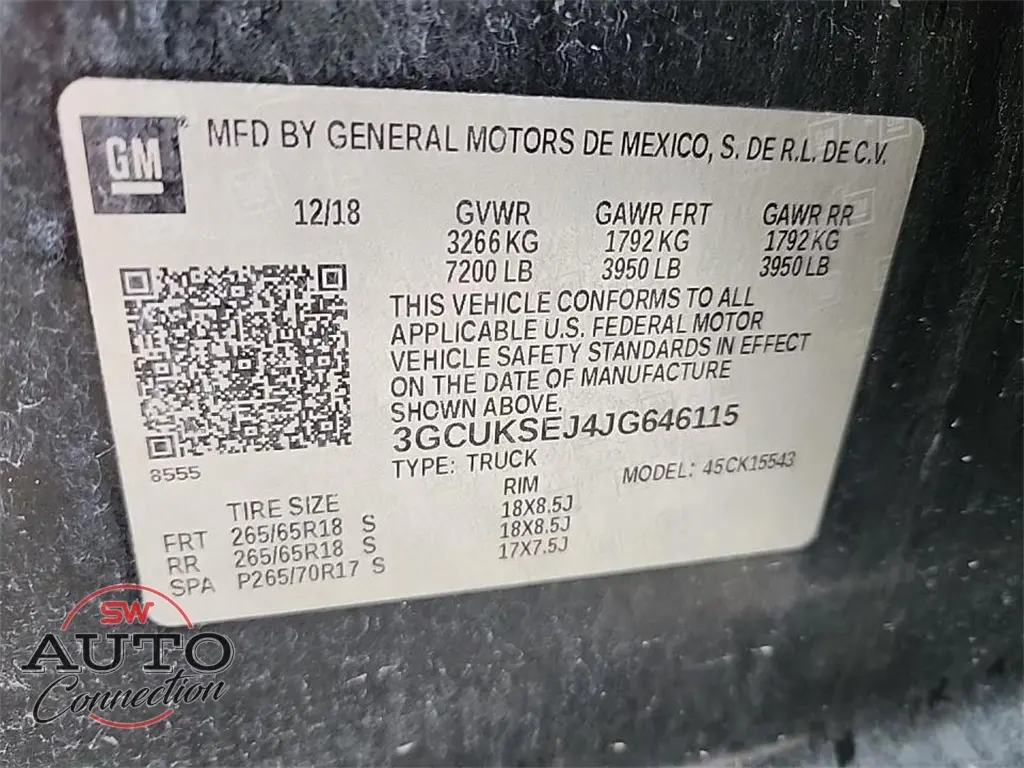 GM
MFD BY GENERAL MOTORS DE MEXICO, S. DE R.L. DE C.V.
12/18 GVWR GAWR FRT GAWR RR
3266 KG 1792 KG 1792 KG
7200 LB 3950 LB 3950 LB
THIS VEHICLE CONFORMS TO ALL
APPLICABLE U.S. FEDERAL MOTOR
VEHICLE SAFETY STANDARDS IN EFFECT
ON THE DATE OF MANUFACTURE
SHOWN ABOVE.
3GCUKSEJ4JG646115
8555
TYPE: TRUCK MODEL: 45CK15543
TIRE SIZE RIM
FRT 265/65R18 S 18X8.5J
RR 265/65R18 S 18X8.5J
SPA P265/70R17 S 17X7.5J
SW
AUTO
Connection